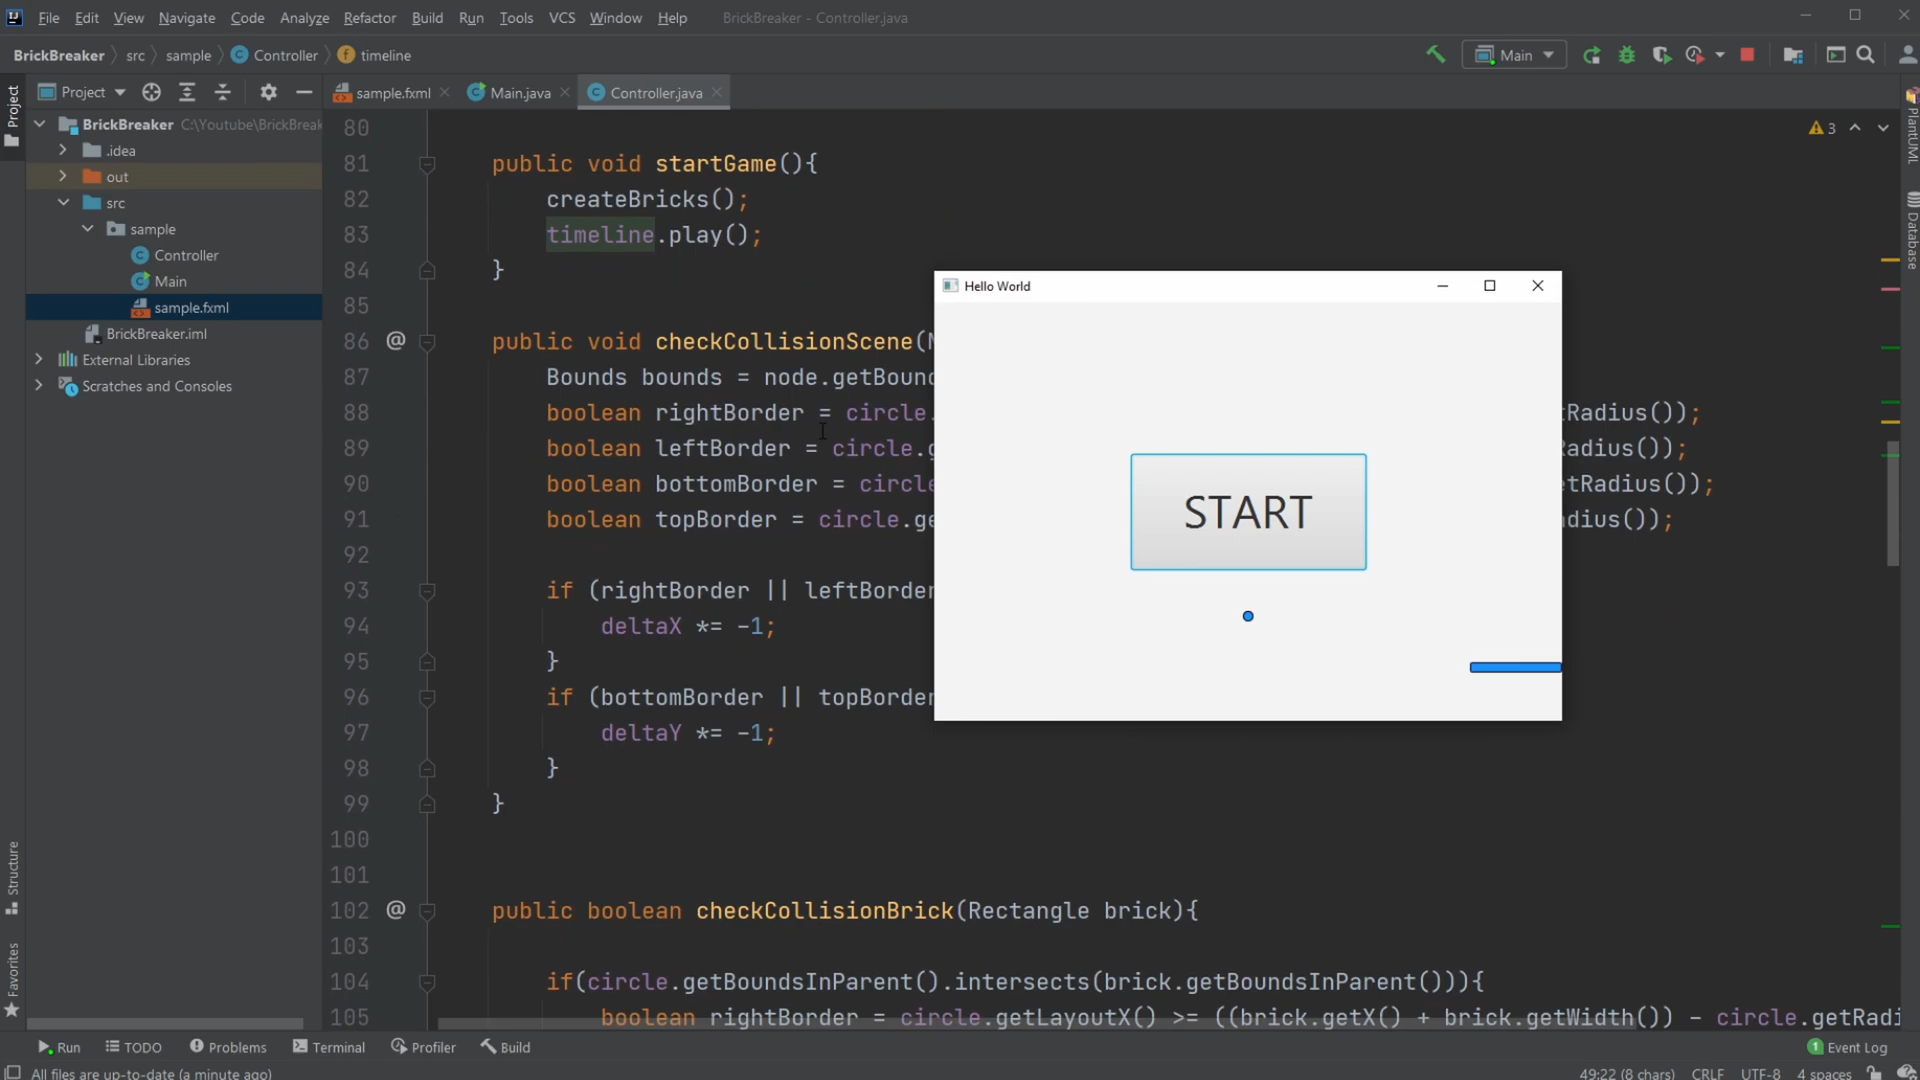 File Edit View Navigate Code Analyze Refactor Build Run Tools VCS Window Help BrickBreaker - Controller.java
BrickBreaker src sample Controller timeline Main
Project sample.fxml Main.java Controller.java
Project
BrickBreaker C:\Youtube\BrickBreak
.idea
out
src
sample
Controller
Main
sample.fxml
BrickBreaker.iml
External Libraries
Scratches and Consoles
Structure
Favorites
80
81 public void startGame(){
82 createBricks();
83 timeline.play();
84 }
85
86 @ public void checkCollisionScene(
87 Bounds bounds = node.getBound
88 boolean rightBorder = circle. tRadius());
89 boolean leftBorder = circle.g Radius());
90 boolean bottomBorder = circle etRadius());
91 boolean topBorder = circle.ge dius());
92
93 if (rightBorder || leftBorder
94 deltaX *= -1;
95 }
96 if (bottomBorder || topBorder
97 deltaY *= -1;
98 }
99 }
100
101
102 @ public boolean checkCollisionBrick(Rectangle brick){
103
104 if(circle.getBoundsInParent().intersects(brick.getBoundsInParent())){
105 boolean rightBorder = circle.getLayoutX() >= ((brick.getX() + brick.getWidth()) - circle.getRadi
3
PlantUML
Database
Hello World
START
Run TODO Problems Terminal Profiler Build 1 Event Log
All files are up-to-date (a minute ago) 49:22 (8 chars) CRLF UTF-8 4 spaces